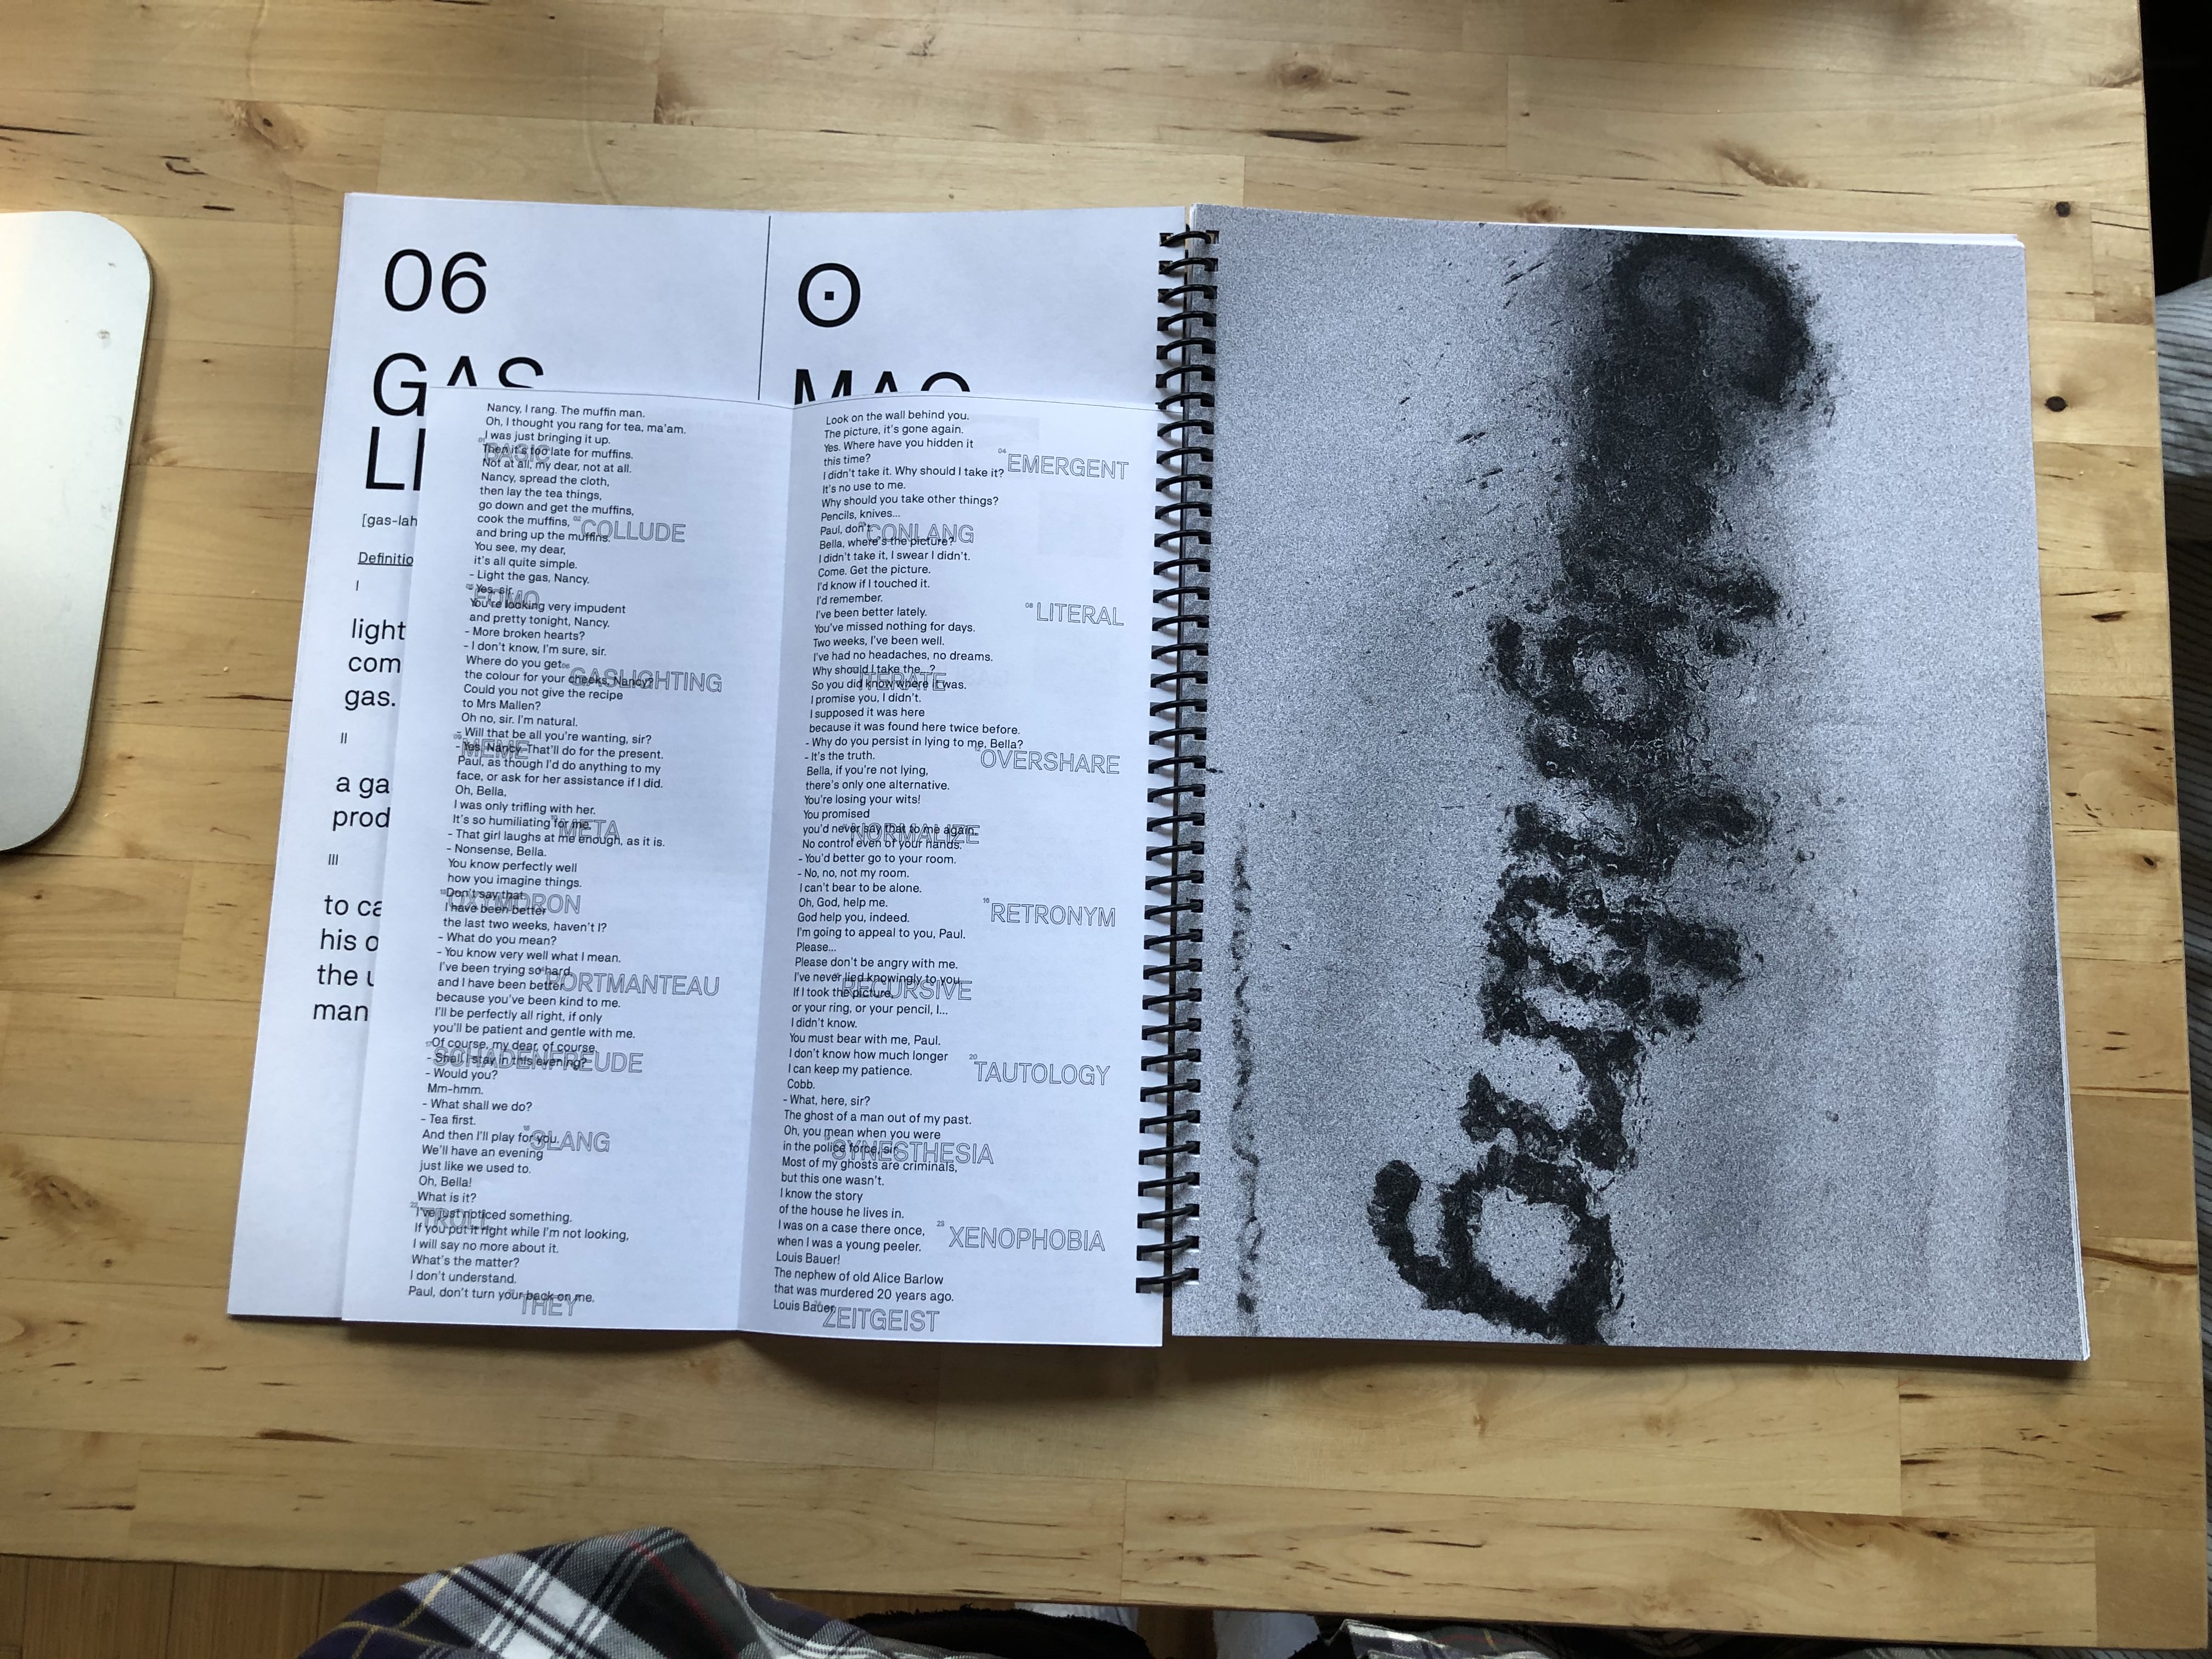 06
GAS
LI
[gas-lah
Definitio
I
light
com
gas.
II
a ga
prod
III
to ca
his o
the
man
Nancy, I rang. The muffin man.
Oh, I thought you rang for tea, ma'am.
I was just bringing it up.
Then it's too late for muffins.
Not at all, my dear, not at all.
Nancy, spread the cloth,
then lay the tea things,
go down and get the muffins,
cook the muffins,
and bring up the muffins.
COLLUDE
You see, my dear,
it's all quite simple.
- Light the gas, Nancy.
- Yes, sir.
You're looking very impudent
and pretty tonight, Nancy.
- More broken hearts?
- I don't know, I'm sure, sir.
Where do you get
the colour for your cheeks, Nancy?
GASLIGHTING
Could you not give the recipe
to Mrs Mallen?
Oh no, sir. I'm natural.
- Will that be all you're wanting, sir?
- Yes, Nancy. That'll do for the present.
Paul, as though I'd do anything to my
face, or ask for her assistance if I did.
Oh, Bella,
I was only trifling with her.
It's so humiliating for me.
META
- That girl laughs at me enough, as it is.
- Nonsense, Bella.
You know perfectly well
how you imagine things.
Don't say that.
I have been better
the last two weeks, haven't I?
- What do you mean?
- You know very well what I mean.
I've been trying so hard,
and I have been better
PORTMANTEAU
because you've been kind to me.
I'll be perfectly all right, if only
you'll be patient and gentle with me.
Of course, my dear, of course.
- Shall I stay in this evening?
- Would you?
Mm-hmm.
- What shall we do?
- Tea first.
And then I'll play for you.
SLANG
We'll have an evening
just like we used to.
Oh, Bella!
What is it?
I've just noticed something.
If you put it right while I'm not looking,
I will say no more about it.
What's the matter?
I don't understand.
THEY
Paul, don't turn your back on me.
Look on the wall behind you.
The picture, it's gone again.
Yes. Where have you hidden it
this time?
I didn't take it. Why should I take it?
04 EMERGENT
It's no use to me.
Why should you take other things?
Pencils, knives...
Paul, don't
CONLANG
Bella, where's the picture?
I didn't take it, I swear I didn't.
Come. Get the picture.
I'd know if I touched it.
I'd remember.
I've been better lately.
08 LITERAL
You've missed nothing for days.
Two weeks, I've been well.
I've had no headaches, no dreams.
Why should I take the..?
So you did know where it was.
I promise you, I didn't.
I supposed it was here
because it was found here twice before.
- Why do you persist in lying to me, Bella?
- It's the truth.
OVERSHARE
Bella, if you're not lying,
there's only one alternative.
You're losing your wits!
You promised
you'd never say that to me again.
No control even of your hands.
- You'd better go to your room.
- No, no, not my room.
I can't bear to be alone.
Oh, God, help me.
16 RETRONYM
God help you, indeed.
I'm going to appeal to you, Paul.
Please...
Please don't be angry with me.
I've never lied knowingly to you.
If I took the picture,
or your ring, or your pencil, I...
I didn't know.
You must bear with me, Paul.
20 TAUTOLOGY
I don't know how much longer
I can keep my patience.
Cobb.
- What, here, sir?
The ghost of a man out of my past.
Oh, you mean when you were
in the police force.
Most of my ghosts are criminals,
but this one wasn't.
I know the story
of the house he lives in.
23 XENOPHOBIA
I was on a case there once,
when I was a young peeler.
Louis Bauer!
The nephew of old Alice Barlow
that was murdered 20 years ago.
Louis Bauer
ZEITGEIST